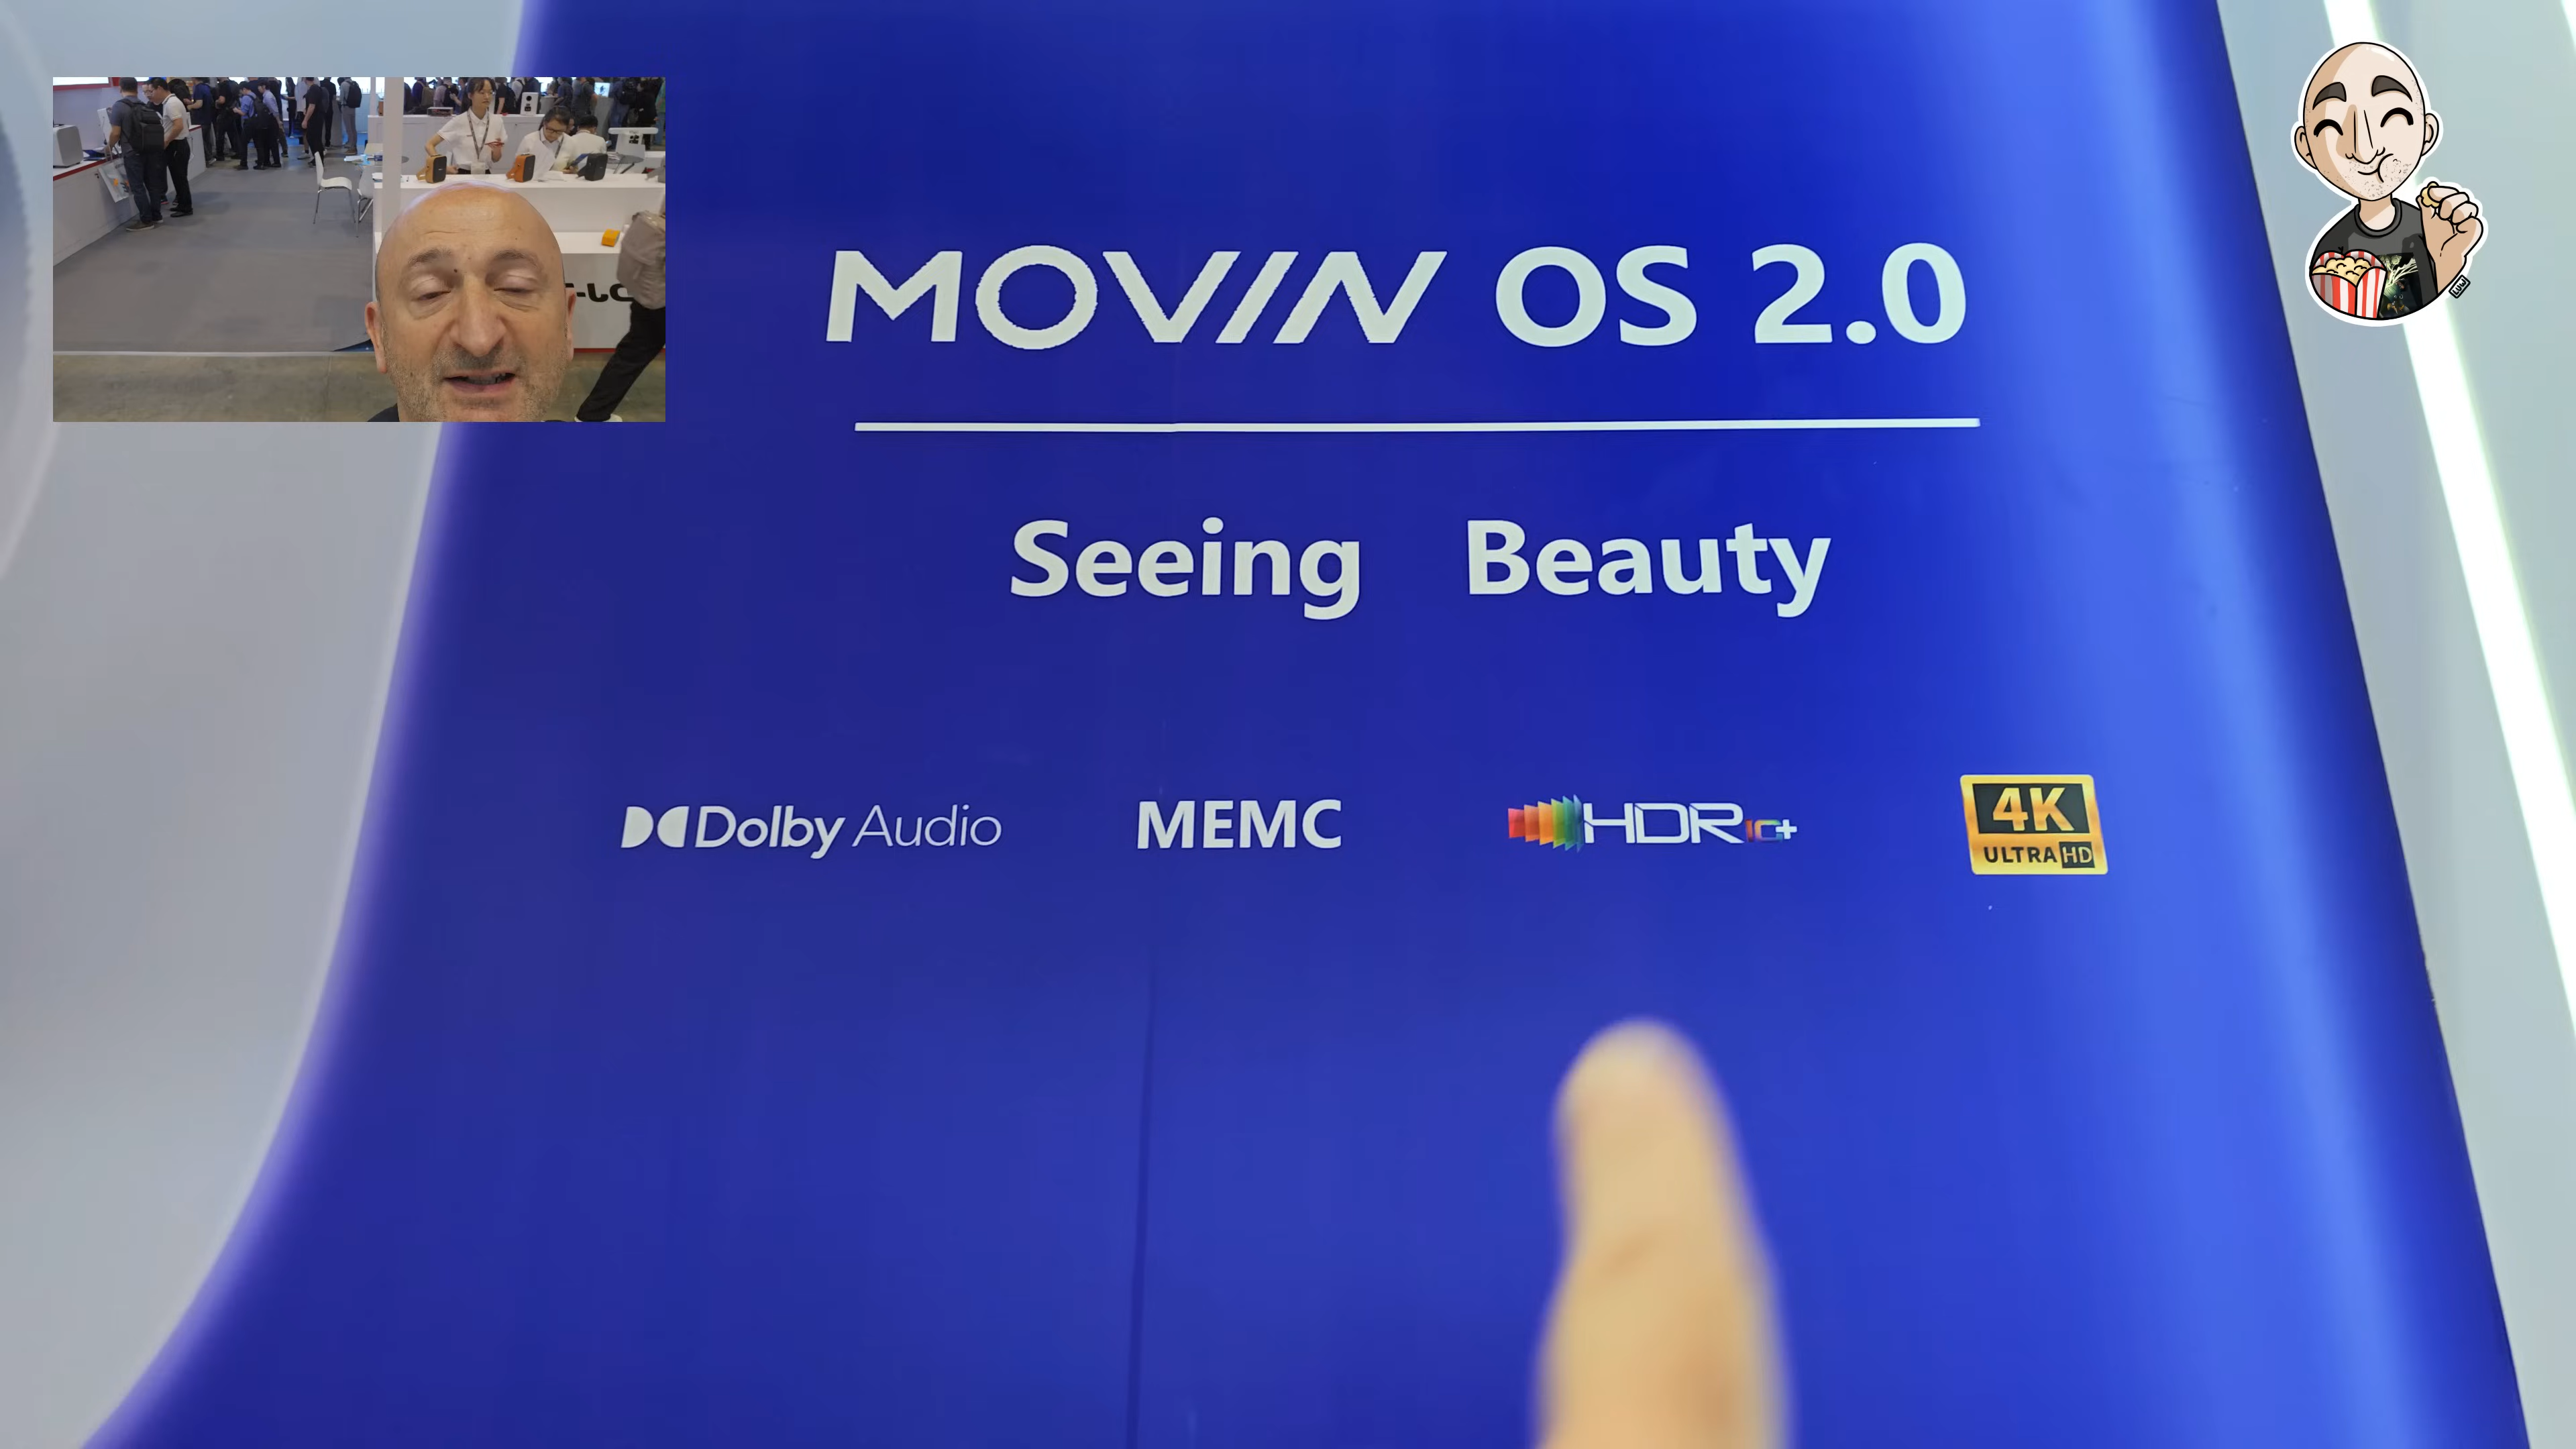 MOVIN OS 2.0
Seeing Beauty
Dolby Audio
MEMC
HDR10+
4K
ULTRA HD